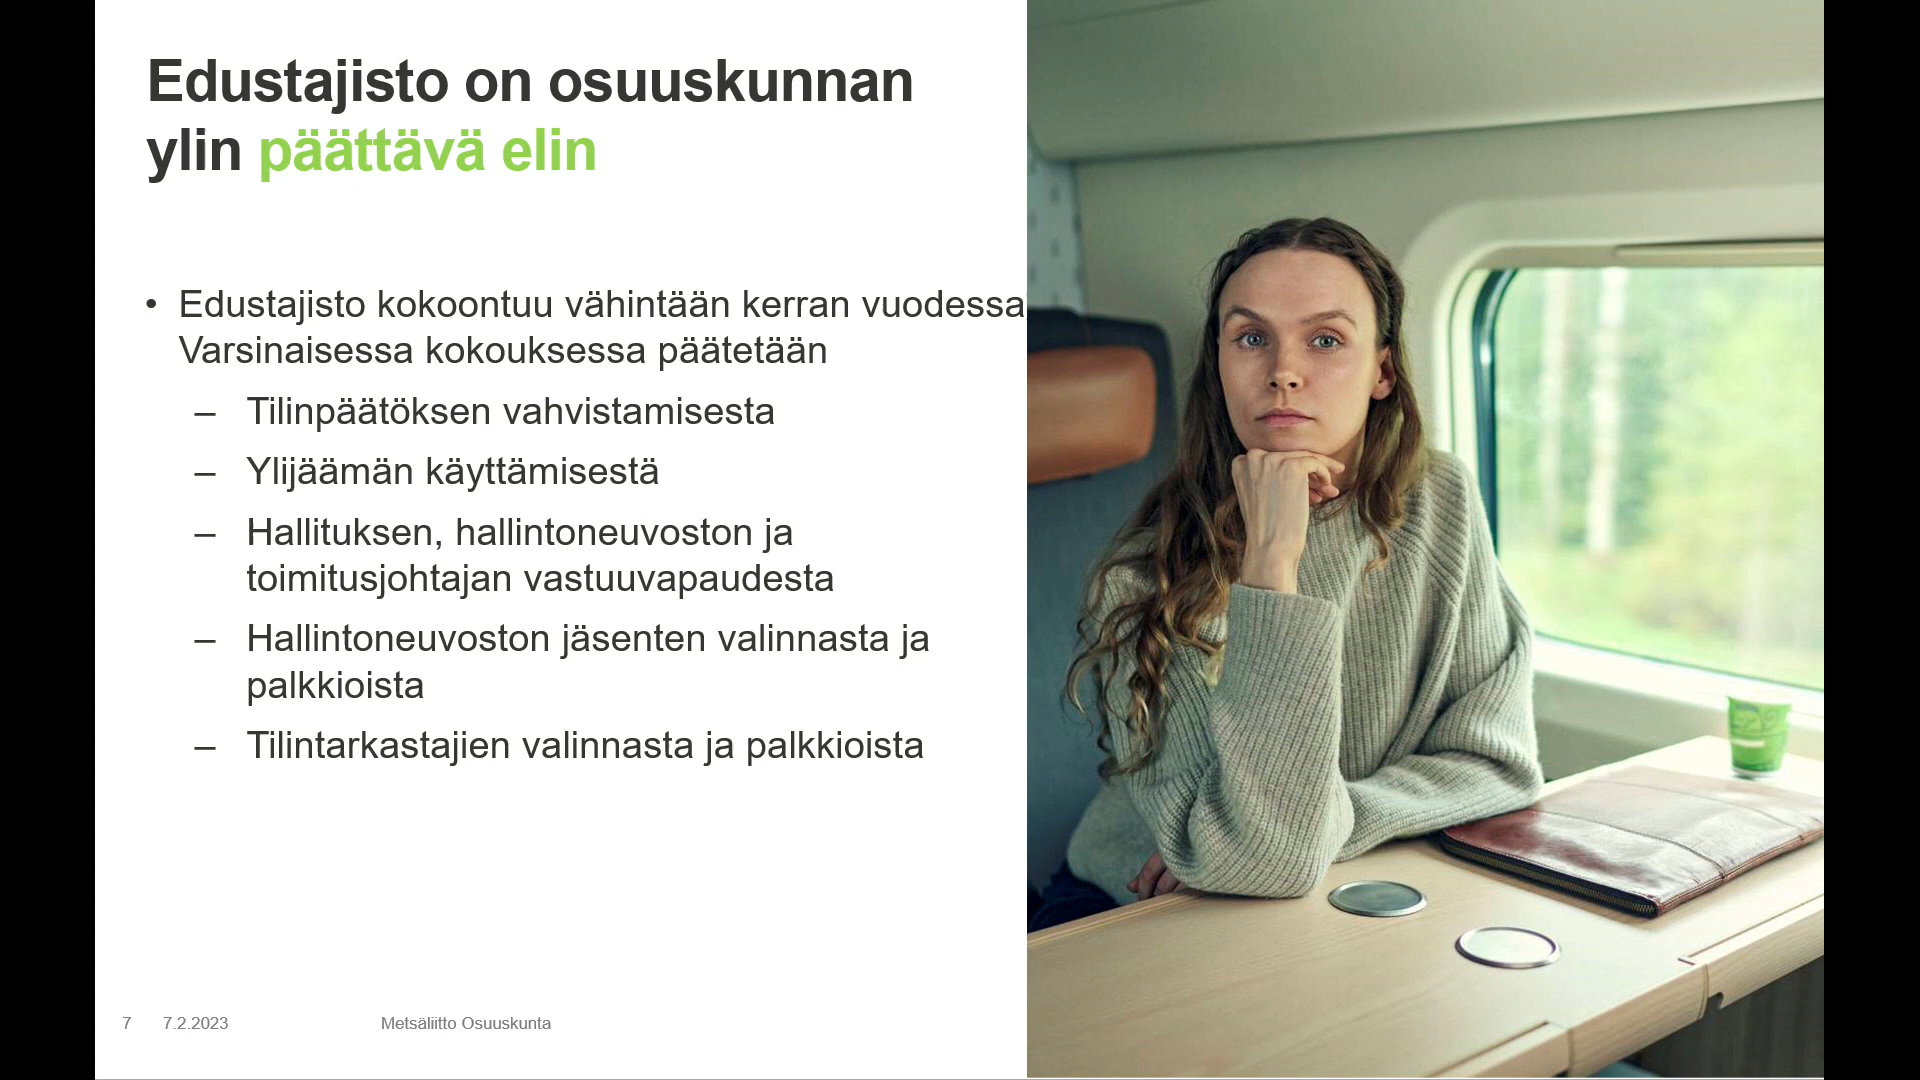 Edustajisto on osuuskunnan
ylin päättävä elin
• Edustajisto kokoontuu vähintään kerran vuodessa
Varsinaisessa kokouksessa päätetään
– Tilinpäätöksen vahvistamisesta
– Ylijäämän käyttämisestä
– Hallituksen, hallintoneuvoston ja
toimitusjohtajan vastuuvapaudesta
– Hallintoneuvoston jäsenten valinnasta ja
palkkioista
– Tilintarkastajien valinnasta ja palkkioista
7 7.2.2023 Metsäliitto Osuuskunta